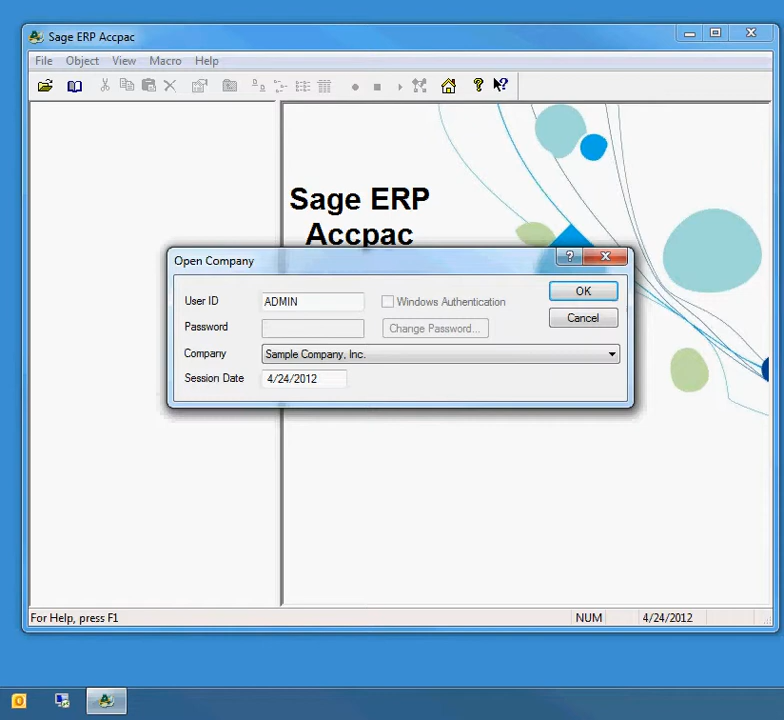 Sage ERP Accpac
File Object View Macro Help
Sage ERP
Accpac
Open Company
User ID ADMIN Windows Authentication OK
Password Change Password... Cancel
Company Sample Company, Inc.
Session Date 4/24/2012
For Help, press F1 NUM 4/24/2012